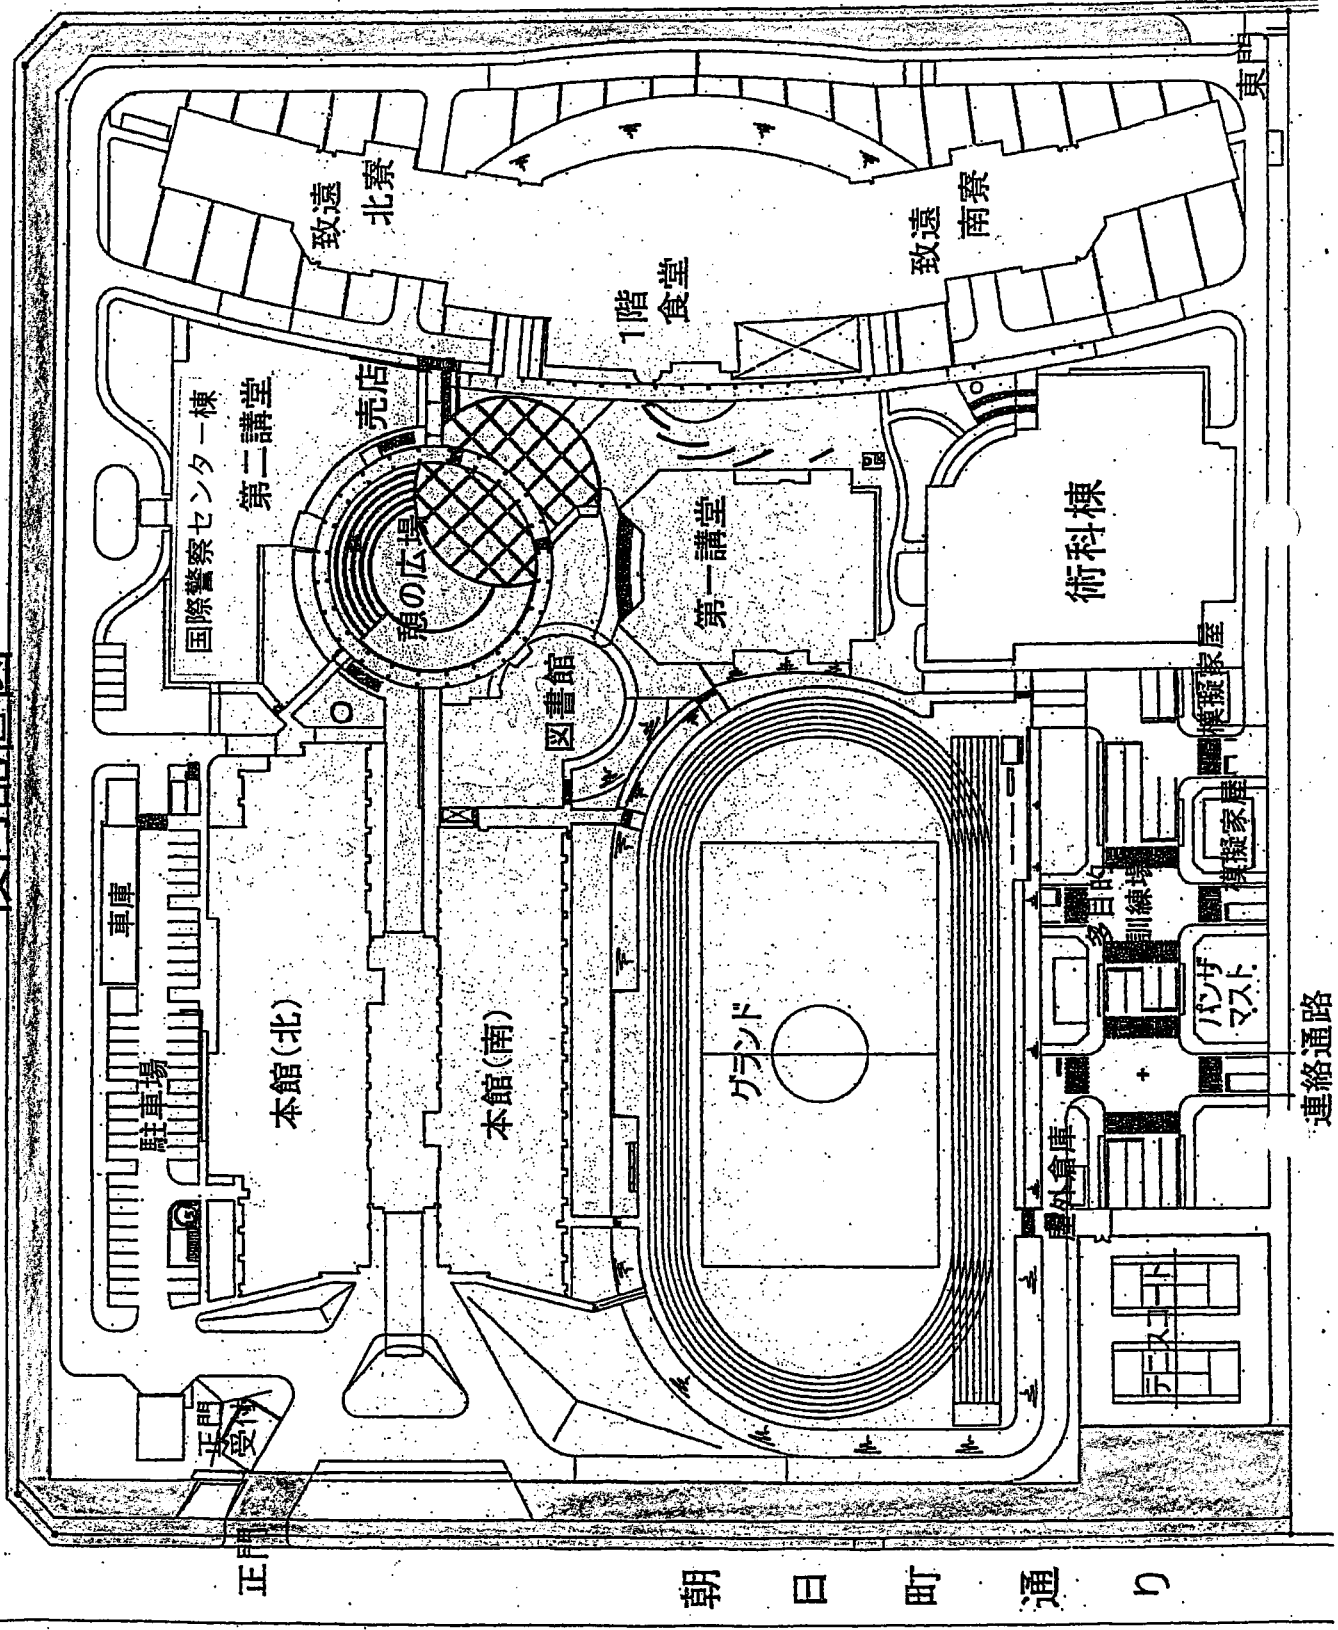 東門
致遠
北寮
致遠
南寮
1階
食堂
売店
国際警察センター棟
第二講堂
憩の広場
第一講堂
術科棟
図書館
模擬家屋
模擬家屋
車庫
駐車場
本館(北)
本館(南)
グランド
多目的
訓練場
パンザ
マスト
屋外倉庫
連絡通路
テニスコート
正門
受付
正門
朝日町通り